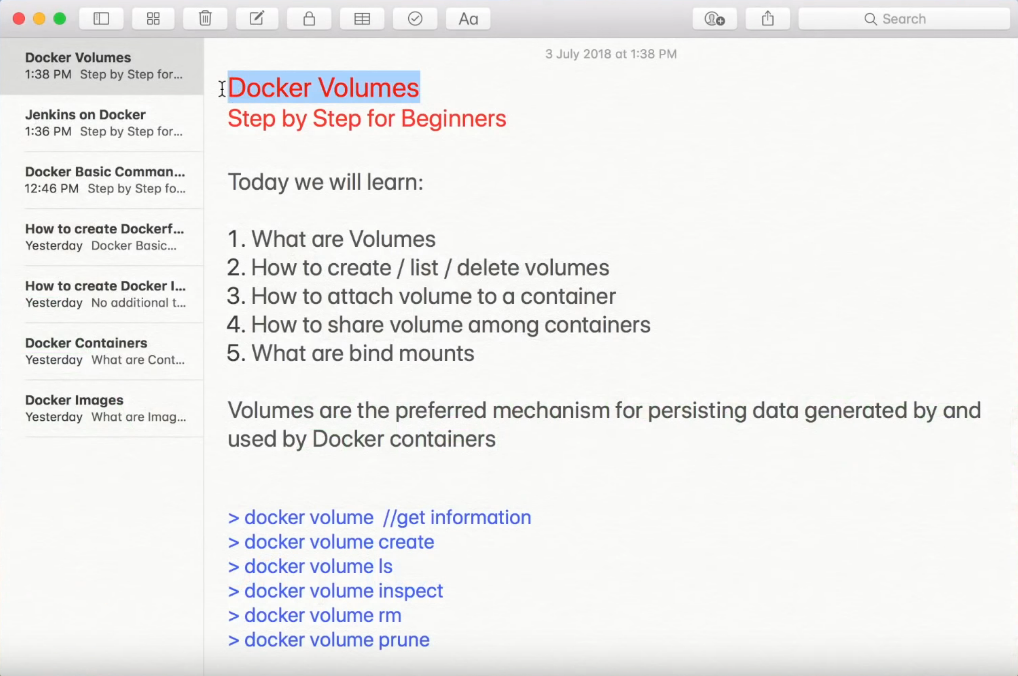 Aa
Search
Docker Volumes
1:38 PM Step by Step for...
Jenkins on Docker
1:36 PM Step by Step for...
Docker Basic Comman...
12:46 PM Step by Step fo...
How to create Dockerf...
Yesterday Docker Basic...
How to create Docker I...
Yesterday No additional t...
Docker Containers
Yesterday What are Cont...
Docker Images
Yesterday What are Imag...
3 July 2018 at 1:38 PM
Docker Volumes
Step by Step for Beginners
Today we will learn:
1. What are Volumes
2. How to create / list / delete volumes
3. How to attach volume to a container
4. How to share volume among containers
5. What are bind mounts
Volumes are the preferred mechanism for persisting data generated by and
used by Docker containers
> docker volume //get information
> docker volume create
> docker volume ls
> docker volume inspect
> docker volume rm
> docker volume prune